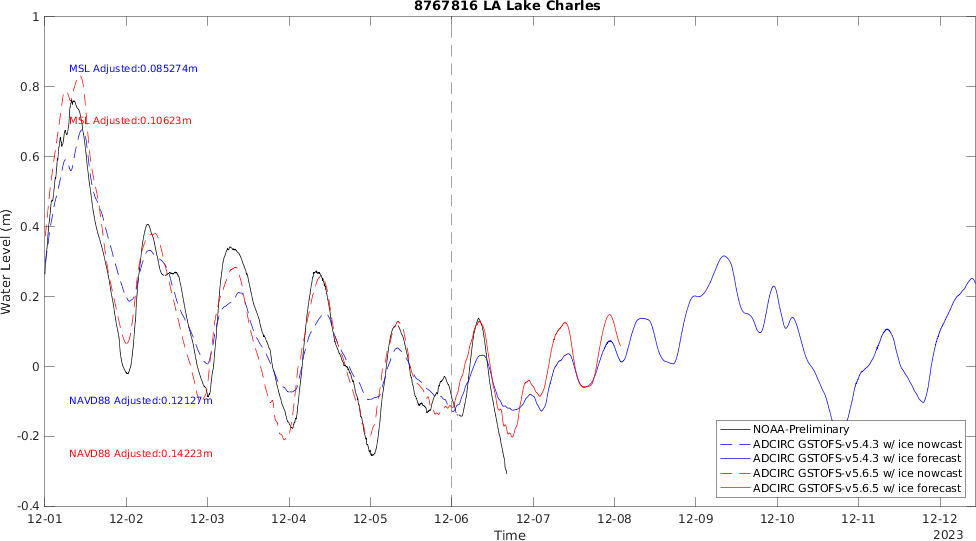 8767816 LA Lake Charles
1
0.8
0.6
0.4
0.2
0
-0.2
-0.4
Water Level (m)
MSL Adjusted:0.085274m
MSL Adjusted:0.10623m
NAVD88 Adjusted:0.12127m
NAVD88 Adjusted:0.14223m
NOAA-Preliminary
ADCIRC GSTOFS-v5.4.3 w/ ice nowcast
ADCIRC GSTOFS-v5.4.3 w/ ice forecast
ADCIRC GSTOFS-v5.6.5 w/ ice nowcast
ADCIRC GSTOFS-v5.6.5 w/ ice forecast
12-01 12-02 12-03 12-04 12-05 12-06 12-07 12-08 12-09 12-10 12-11 12-12
Time
2023